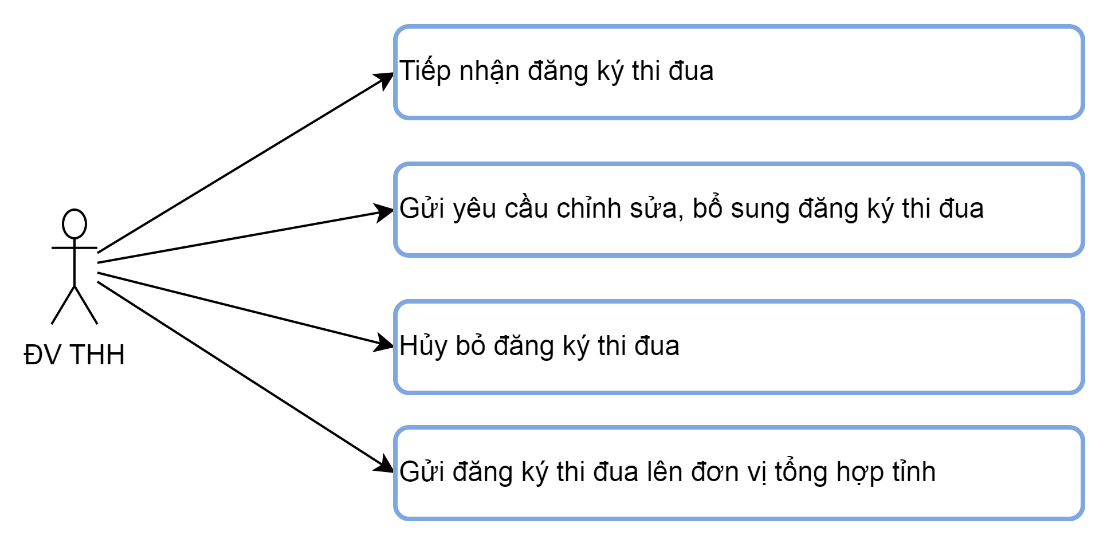 Tiếp nhận đăng ký thi đua
Gửi yêu cầu chỉnh sửa, bổ sung đăng ký thi đua
ĐV THH
Hủy bỏ đăng ký thi đua
Gửi đăng ký thi đua lên đơn vị tổng hợp tỉnh